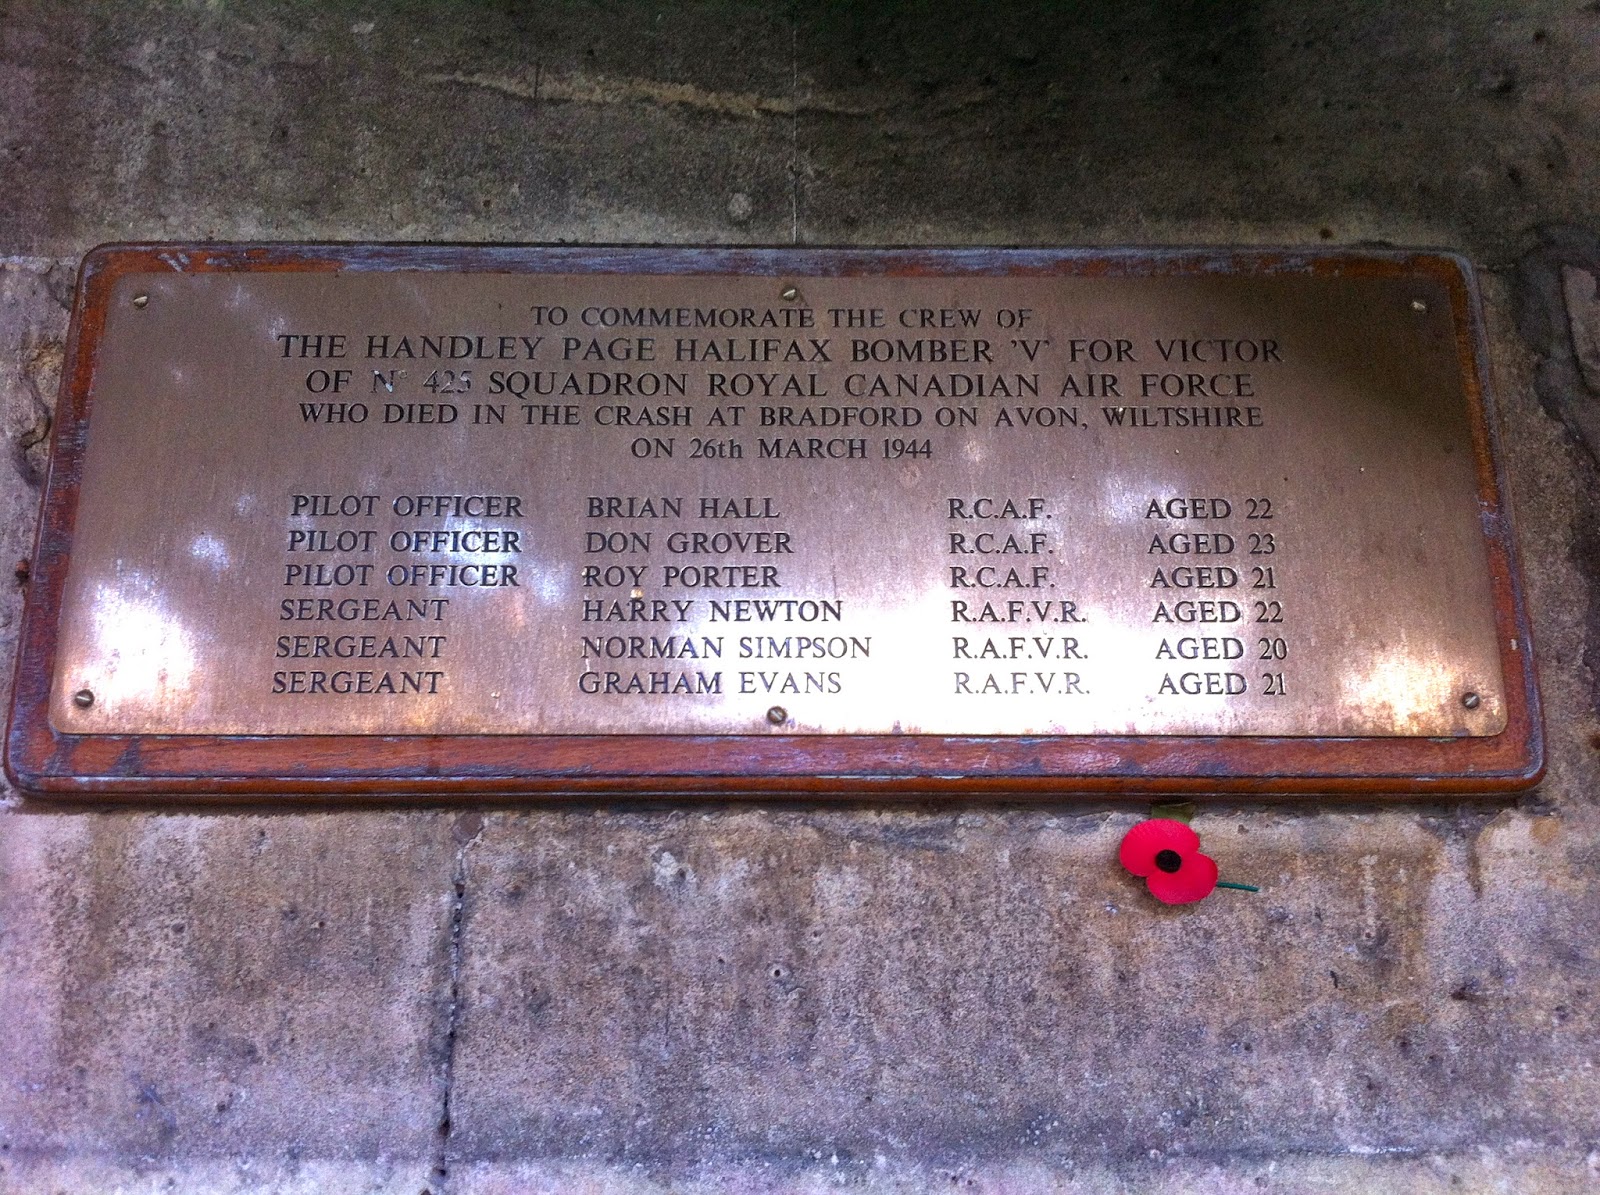 TO COMMEMORATE THE CREW OF
THE HANDLEY PAGE HALIFAX BOMBER 'V' FOR VICTOR
OF Nº 425 SQUADRON ROYAL CANADIAN AIR FORCE
WHO DIED IN THE CRASH AT BRADFORD ON AVON, WILTSHIRE
ON 26th MARCH 1944
PILOT OFFICER BRIAN HALL R.C.A.F. AGED 22
PILOT OFFICER DON GROVER R.C.A.F. AGED 23
PILOT OFFICER ROY PORTER R.C.A.F. AGED 21
SERGEANT HARRY NEWTON R.A.F.V.R. AGED 22
SERGEANT NORMAN SIMPSON R.A.F.V.R. AGED 20
SERGEANT GRAHAM EVANS R.A.F.V.R. AGED 21